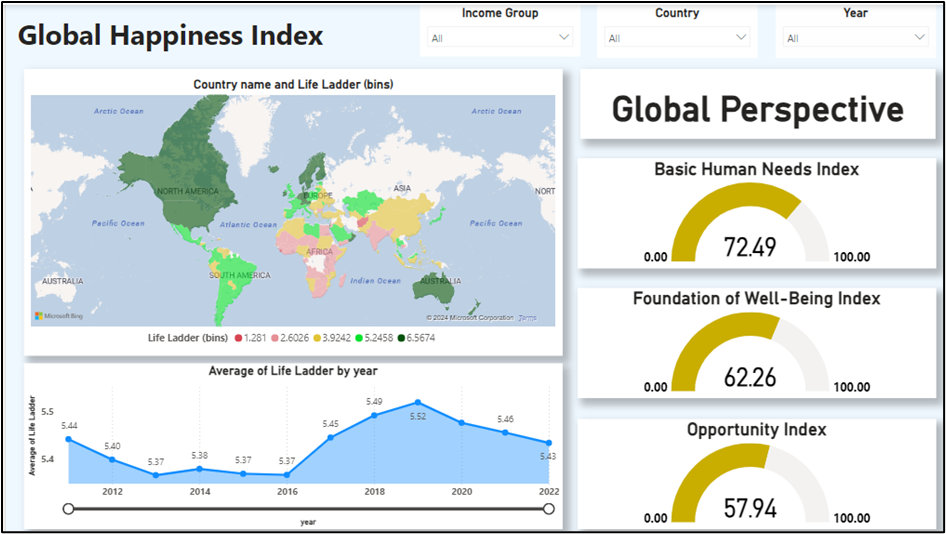 Global Happiness Index
Income Group
All
Country
All
Year
All
Country name and Life Ladder (bins)
Arctic Ocean
Arctic Ocean
NORTH AMERICA
EUROPE
ASIA
NORT
Pacific Ocean
Atlantic Ocean
Pacific Ocean
AFRICA
SOUTH AMERICA
Indian Ocean
AUSTRALIA
AUSTRALIA
Microsoft Bing
© 2024 Microsoft Corporation Terms
Life Ladder (bins) 1.281 2.6026 3.9242 5.2458 6.5674
Average of Life Ladder by year
Average of Life Ladder
5.5
5.4
5.44
5.40
5.37
5.38
5.37
5.37
5.45
5.49
5.52
5.46
5.43
2012 2014 2016 2018 2020 2022
year
Global Perspective
Basic Human Needs Index
72.49
0.00 100.00
Foundation of Well-Being Index
62.26
0.00 100.00
Opportunity Index
57.94
0.00 100.00